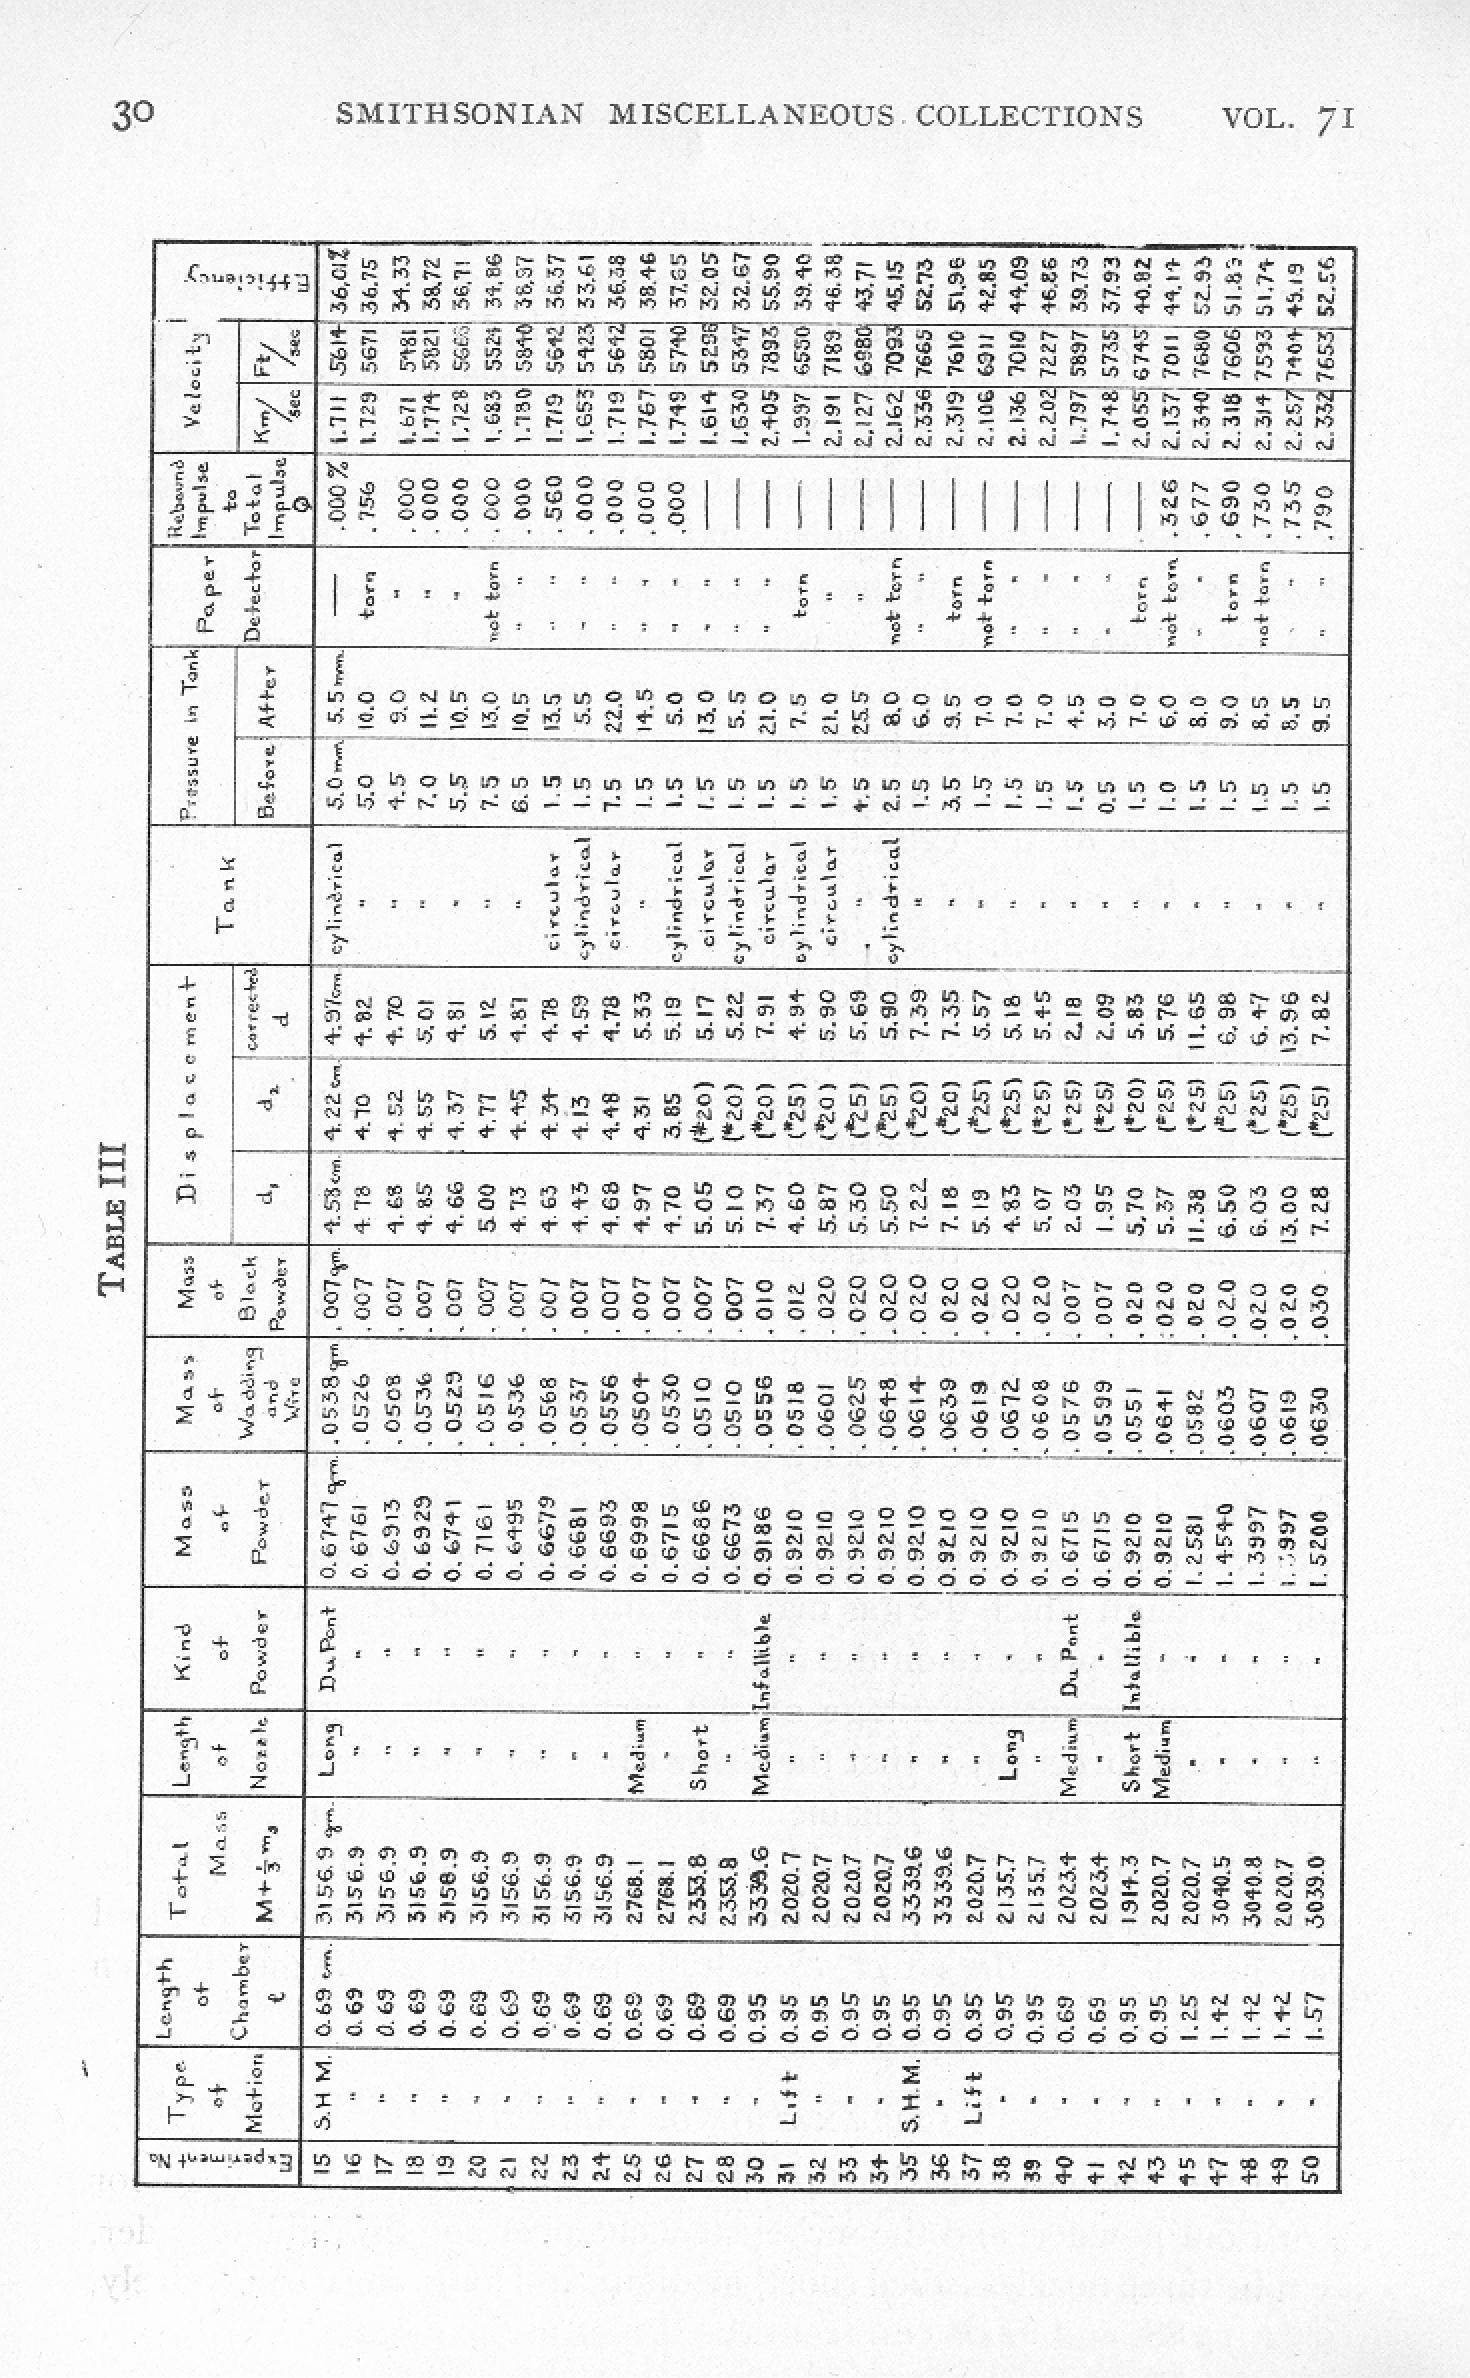 30 SMITHSONIAN MISCELLANEOUS COLLECTIONS VOL. 71
TABLE III
Experiment No | Type of Motion | Length of Chamber ℓ | Total Mass M+⅓m₃ | Length of Nozzle | Kind of Powder | Mass of Powder | Mass of Wadding and Wire | Mass of Black Powder | Displacement d₁ | d₂ | corrected d | Tank | Pressure in Tank Before | After | Paper Detector | Rebound Impulse to Total Impulse Q | Velocity Km/sec | Ft/sec | Efficiency
15 S.H.M. 0.69 cm. 3156.9 gm. Long Du Pont 0.6747 gm. .0538 gm .007 gm. 4.58 cm. 4.22 cm. 4.97 cm. cylindrical 5.0 mm. 5.5 mm. — .000 % 1.711 5614 36.01%
16 " 0.69 3156.9 " " 0.6761 .0526 .007 4.78 4.70 4.82 " 5.0 10.0 torn .756 1.729 5671 36.75
17 " 0.69 3156.9 " " 0.6913 .0508 .007 4.68 4.52 4.70 " 4.5 9.0 " .000 1.671 5481 34.33
18 " 0.69 3156.9 " " 0.6929 .0536 .007 4.85 4.55 5.01 " 7.0 11.2 " .000 1.774 5821 38.72
19 " 0.69 3158.9 " " 0.6741 .0529 .007 4.66 4.37 4.81 " 5.5 10.5 " .000 1.728 36.71
20 " 0.69 3156.9 " " 0.7161 .0516 .007 5.00 4.77 5.12 " 7.5 13.0 not torn .000 1.683 5524 34.86
21 " 0.69 3156.9 " " 0.6495 .0536 .007 4.73 4.45 4.87 " 6.5 10.5 " " .000 1.780 5840
22 " 0.69 3156.9 " " 0.6679 .0568 .007 4.63 4.34 4.78 circular 1.5 13.5 " " .560 1.719 5642 36.37
23 " 0.69 3156.9 " " 0.6681 .0537 .007 4.43 4.13 4.59 cylindrical 1.5 5.5 " " .000 1.653 5423 33.61
24 " 0.69 3156.9 " " 0.6693 .0556 .007 4.68 4.48 4.78 circular 7.5 22.0 " " .000 1.719 5642 36.38
25 " 0.69 2768.1 Medium " 0.6998 .0504 .007 4.97 4.31 5.33 " 1.5 14.5 " " .000 1.767 5801 38.46
26 " 0.69 2768.1 " " 0.6715 .0530 .007 4.70 3.85 5.19 cylindrical 1.5 5.0 " " .000 1.749 5740 37.65
27 " 0.69 2353.8 Short " 0.6686 .0510 .007 5.05 (#20) 5.17 circular 1.5 13.0 " " — 1.614 5296 32.05
28 " 0.69 2353.8 " " 0.6673 .0510 .007 5.10 (#20) 5.22 cylindrical 1.5 5.5 " " — 1.630 5347 32.67
30 " 0.95 3339.6 Medium Infallible 0.9186 .0556 .010 7.37 (#20) 7.91 circular 1.5 21.0 " " — 2.405 7893 55.90
31 Lift 0.95 2020.7 " " 0.9210 .0518 .012 4.60 (#25) 4.94 cylindrical 1.5 7.5 torn — 1.997 6550 39.40
32 " 0.95 2020.7 " " 0.9210 .0601 .020 5.87 (#20) 5.90 circular 1.5 21.0 " — 2.191 7189 46.38
33 " 0.95 2020.7 " " 0.9210 .0625 .020 5.30 (#25) 5.69 " 4.5 25.5 " — 2.127 6980 43.71
34 " 0.95 2020.7 " " 0.9210 .0648 .020 5.50 (#25) 5.90 cylindrical 2.5 8.0 not torn — 2.162 7093 45.15
35 S.H.M. 0.95 3339.6 " " 0.9210 .0614 .020 7.22 (#20) 7.39 " 1.5 6.0 " " — 2.336 7665 52.73
36 " 0.95 3339.6 " " 0.9210 .0639 .020 7.18 (#20) 7.35 " 3.5 9.5 torn — 2.319 7610 51.96
37 Lift 0.95 2020.7 " " 0.9210 .0619 .020 5.19 (#25) 5.57 " 1.5 7.0 not torn — 2.106 6911 42.85
38 " 0.95 2135.7 Long " 0.9210 .0672 .020 4.83 (#25) 5.18 " 1.5 7.0 " " — 2.136 7010 44.09
39 " 0.95 2135.7 " " 0.9210 .0608 .020 5.07 (#25) 5.45 " 1.5 7.0 " " — 2.202 7227 46.86
40 " 0.69 2023.4 Medium Du Pont 0.6715 .0576 .007 2.03 (#25) 2.18 " 1.5 4.5 " " — 1.797 5897 39.73
41 " 0.69 2023.4 " " 0.6715 .0599 .007 1.95 (#25) 2.09 " 0.5 3.0 " " — 1.748 5735 37.93
42 " 0.95 1914.3 Short Infallible 0.9210 .0551 .020 5.70 (#20) 5.83 " 1.5 7.0 torn — 2.055 6745 40.82
43 " 0.95 2020.7 Medium " 0.9210 .0641 .020 5.37 (#25) 5.76 " 1.0 6.0 not torn .326 2.137 7011 44.14
45 " 1.25 2020.7 " " 1.2581 .0582 .020 11.38 (#25) 11.65 " 1.5 8.0 " " .677 2.340 7680 52.93
47 " 1.42 3040.5 " " 1.4540 .0603 .020 6.50 (#25) 6.98 " 1.5 9.0 torn .690 2.318 7606
48 " 1.42 3040.8 " " 1.3997 .0607 .020 6.03 (#25) 6.47 " 1.5 8.5 not torn .730 2.314 7593 51.74
49 " 1.42 2020.7 " " .0619 .020 13.00 (#25) 13.96 " 1.5 8.5 " " .735 2.257 7404
50 " 1.57 3039.0 " " 1.5200 .0630 .030 7.28 (#25) 7.82 " 1.5 9.5 " " .790 2.332 7653 52.56